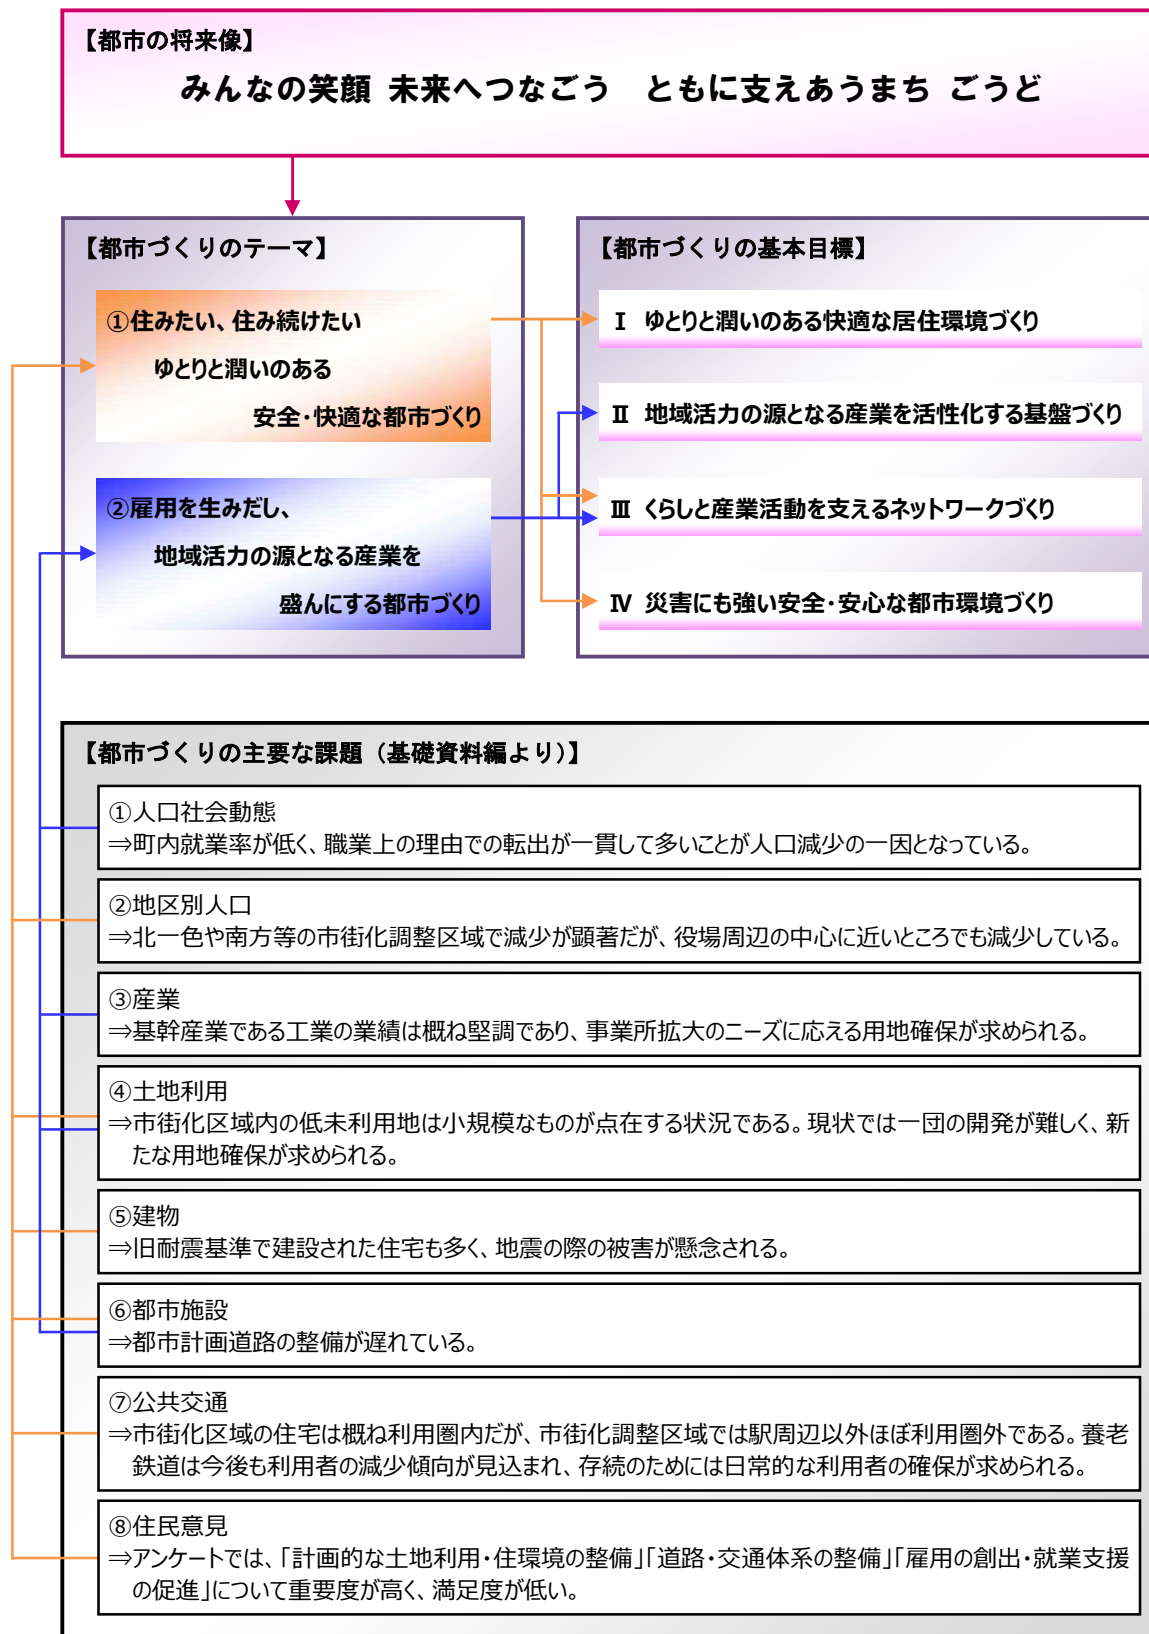 【都市の将来像】
みんなの笑顔 未来へつなごう　ともに支えあうまち ごうど
【都市づくりのテーマ】
①住みたい、住み続けたい
ゆとりと潤いのある
安全・快適な都市づくり
②雇用を生みだし、
地域活力の源となる産業を
盛んにする都市づくり
【都市づくりの基本目標】
Ⅰ ゆとりと潤いのある快適な居住環境づくり
Ⅱ 地域活力の源となる産業を活性化する基盤づくり
Ⅲ くらしと産業活動を支えるネットワークづくり
Ⅳ 災害にも強い安全・安心な都市環境づくり
【都市づくりの主要な課題（基礎資料編より）】
①人口社会動態
⇒町内就業率が低く、職業上の理由での転出が一貫して多いことが人口減少の一因となっている。
②地区別人口
⇒北一色や南方等の市街化調整区域で減少が顕著だが、役場周辺の中心に近いところでも減少している。
③産業
⇒基幹産業である工業の業績は概ね堅調であり、事業所拡大のニーズに応える用地確保が求められる。
④土地利用
⇒市街化区域内の低未利用地は小規模なものが点在する状況である。現状では一団の開発が難しく、新
たな用地確保が求められる。
⑤建物
⇒旧耐震基準で建設された住宅も多く、地震の際の被害が懸念される。
⑥都市施設
⇒都市計画道路の整備が遅れている。
⑦公共交通
⇒市街化区域の住宅は概ね利用圏内だが、市街化調整区域では駅周辺以外ほぼ利用圏外である。養老
鉄道は今後も利用者の減少傾向が見込まれ、存続のためには日常的な利用者の確保が求められる。
⑧住民意見
⇒アンケートでは、「計画的な土地利用・住環境の整備」「道路・交通体系の整備」「雇用の創出・就業支援
の促進」について重要度が高く、満足度が低い。